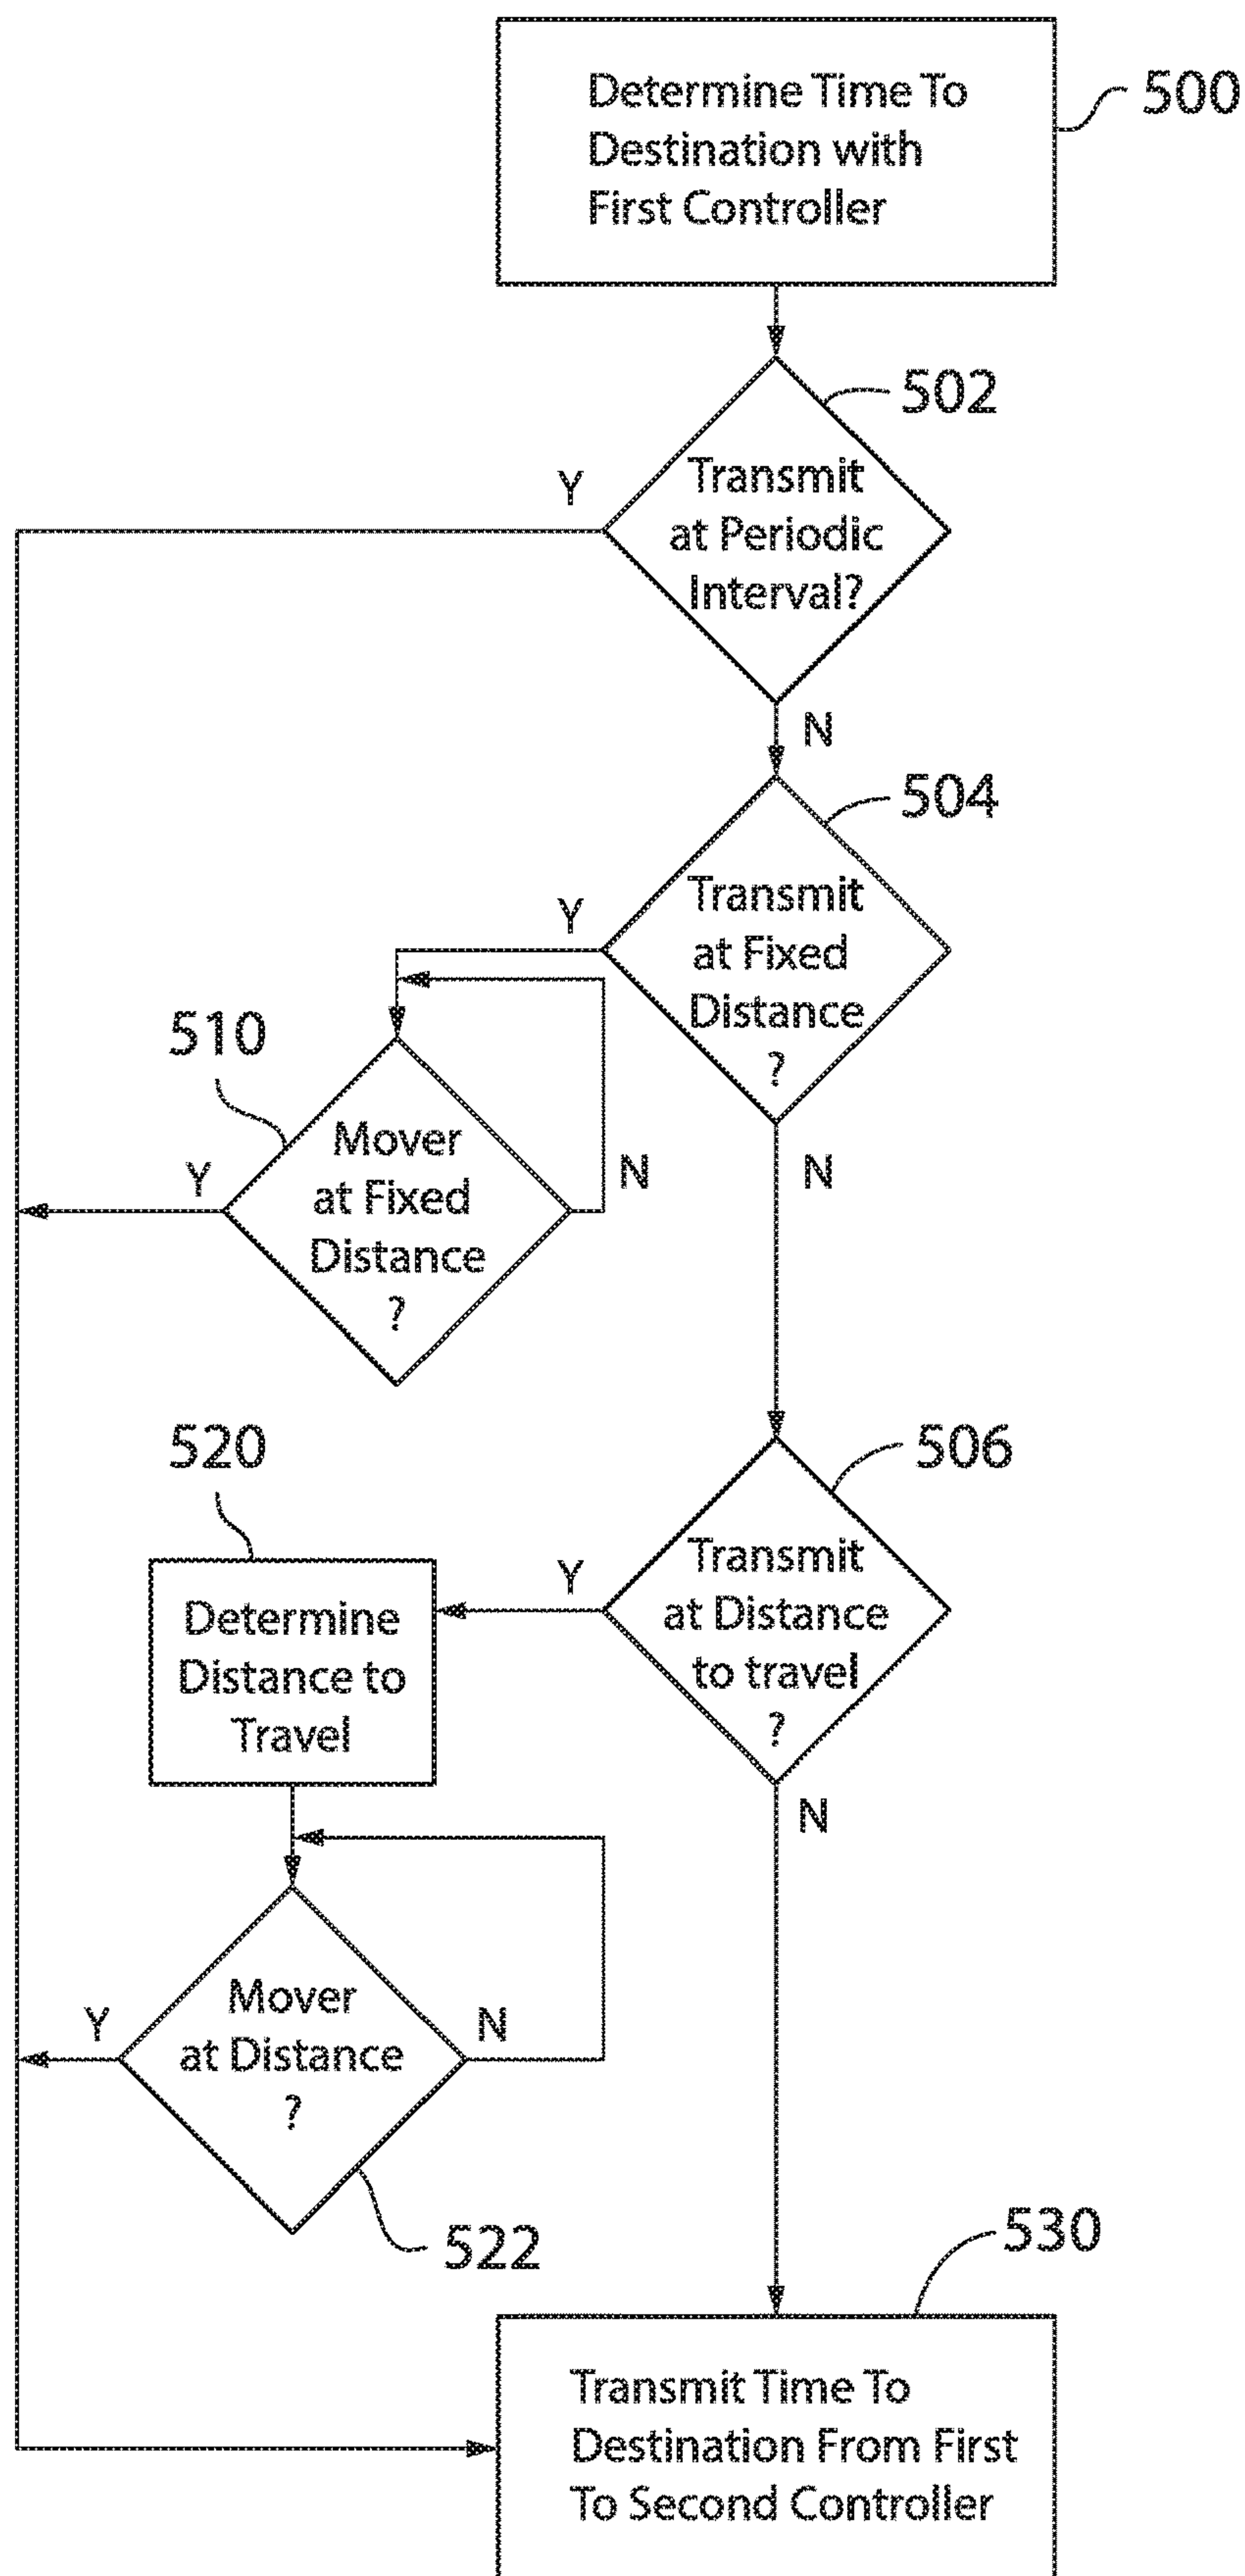 Determine Time To
Destination with
First Controller
500
502
Y
Transmit
at Periodic
Interval?
N
504
Y
Transmit
at Fixed
Distance
?
510
Y
Mover
at Fixed
Distance
?
N
N
520
506
Y
Transmit
at Distance
to travel
?
Determine
Distance to
Travel
N
Y
Mover
at Distance
?
N
522
530
Transmit Time To
Destination From First
To Second Controller